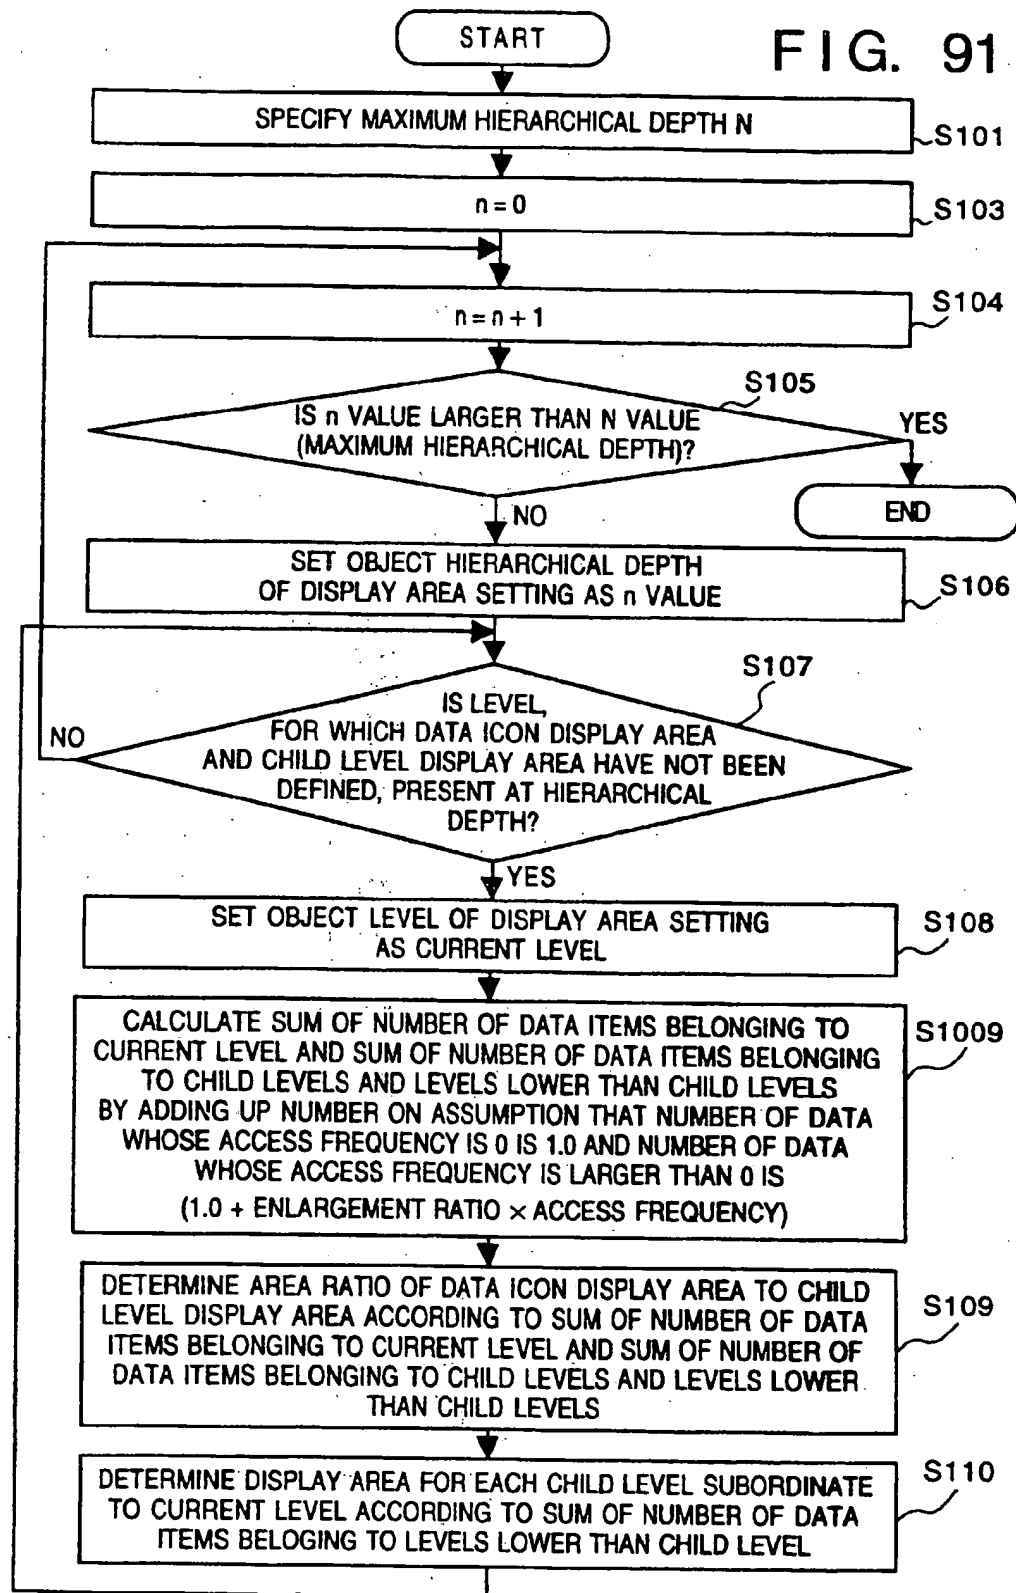 START
FIG. 91
SPECIFY MAXIMUM HIERARCHICAL DEPTH N
S101
n=0
S103
S104
n=n+1
S105
IS n VALUE LARGER THAN N VALUE
(MAXIMUM HIERARCHICAL DEPTH)?
YES
END
NO
SET OBJECT HIERARCHICAL DEPTH
OF DISPLAY AREA SETTING AS n VALUE
S106
S107
IS LEVEL,
FOR WHICH DATA ICON DISPLAY AREA
AND CHILD LEVEL DISPLAY AREA HAVE NOT BEEN
DEFINED, PRESENT AT HIERARCHICAL
DEPTH?
NO
YES
SET OBJECT LEVEL OF DISPLAY AREA SETTING
AS CURRENT LEVEL
S108
CALCULATE SUM OF NUMBER OF DATA ITEMS BELONGING TO
CURRENT LEVEL AND SUM OF NUMBER OF DATA ITEMS BELONGING
TO CHILD LEVELS AND LEVELS LOWER THAN CHILD LEVELS
BY ADDING UP NUMBER ON ASSUMPTION THAT NUMBER OF DATA
WHOSE ACCESS FREQUENCY IS 0 IS 1.0 AND NUMBER OF DATA
WHOSE ACCESS FREQUENCY IS LARGER THAN 0 IS
(1.0 + ENLARGEMENT RATIO × ACCESS FREQUENCY)
S1009
DETERMINE AREA RATIO OF DATA ICON DISPLAY AREA TO CHILD
LEVEL DISPLAY AREA ACCORDING TO SUM OF NUMBER OF DATA
ITEMS BELONGING TO CURRENT LEVEL AND SUM OF NUMBER OF
DATA ITEMS BELONGING TO CHILD LEVELS AND LEVELS LOWER
THAN CHILD LEVELS
S109
DETERMINE DISPLAY AREA FOR EACH CHILD LEVEL SUBORDINATE
TO CURRENT LEVEL ACCORDING TO SUM OF NUMBER OF DATA
ITEMS BELOGING TO LEVELS LOWER THAN CHILD LEVEL
S110